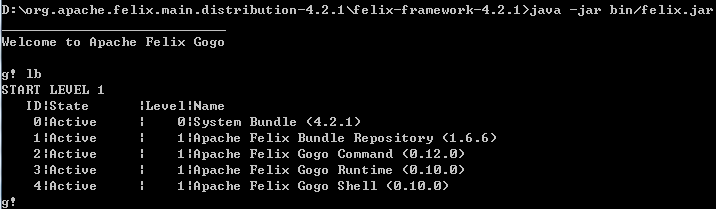 D:\org.apache.felix.main.distribution-4.2.1\felix-framework-4.2.1>java -jar bin/felix.jar
____________________________
Welcome to Apache Felix Gogo
g! lb
START LEVEL 1
   ID|State      |Level|Name
    0|Active     |    0|System Bundle (4.2.1)
    1|Active     |    1|Apache Felix Bundle Repository (1.6.6)
    2|Active     |    1|Apache Felix Gogo Command (0.12.0)
    3|Active     |    1|Apache Felix Gogo Runtime (0.10.0)
    4|Active     |    1|Apache Felix Gogo Shell (0.10.0)
g!